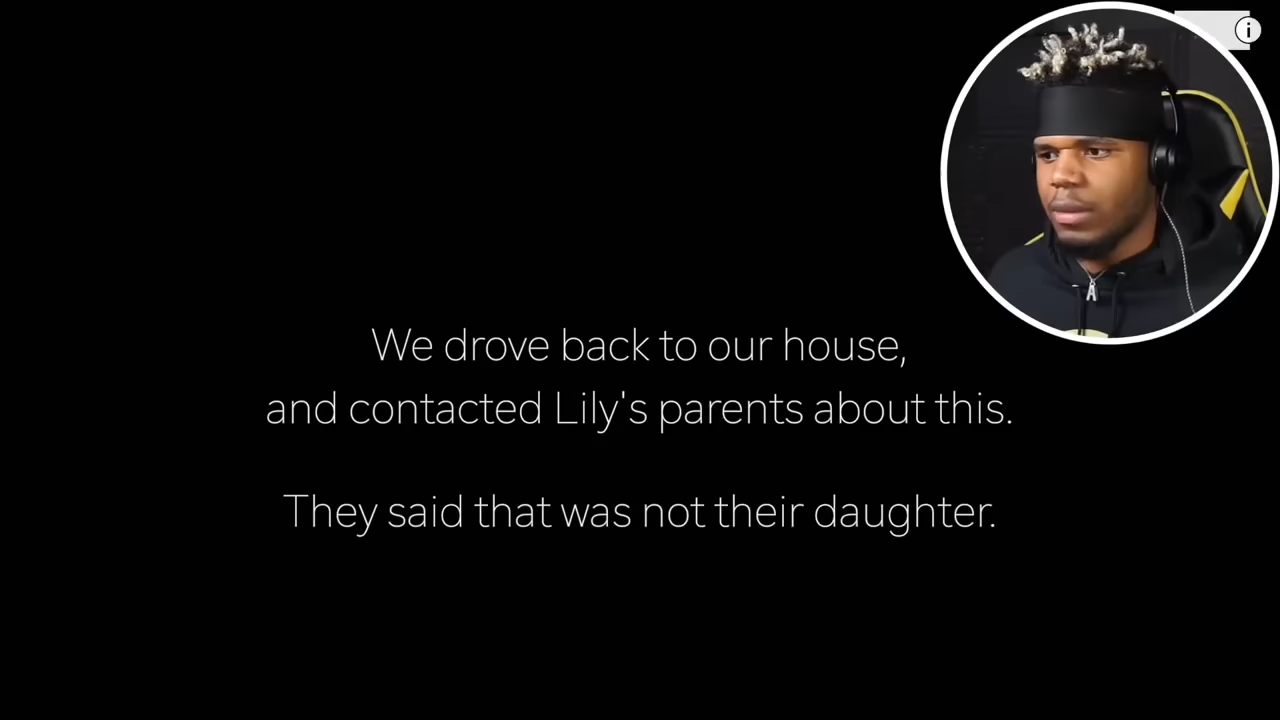 i
We drove back to our house,
and contacted Lily's parents about this.
They said that was not their daughter.
A